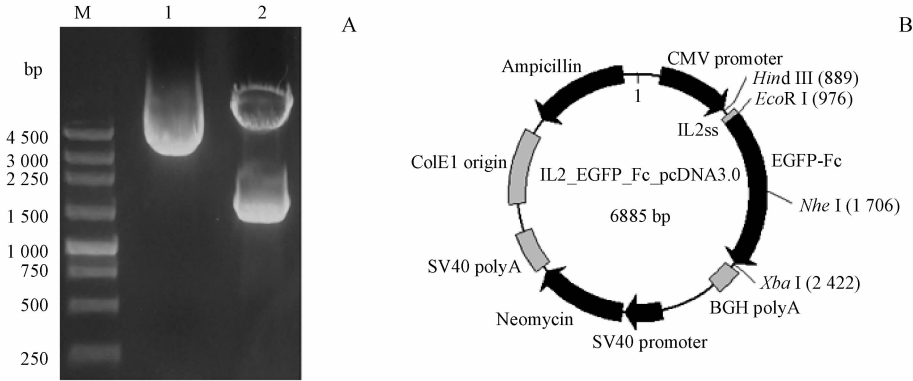 M 1 2
A
bp
4 500
3 000
2 250
1 500
1 000
750
500
250
B
CMV promoter
Hind III (889)
EcoR I (976)
Ampicillin
1
IL2ss
ColE1 origin
IL2_EGFP_Fc_pcDNA3.0
EGFP-Fc
6885 bp
Nhe I (1 706)
SV40 polyA
Xba I (2 422)
BGH polyA
Neomycin
SV40 promoter